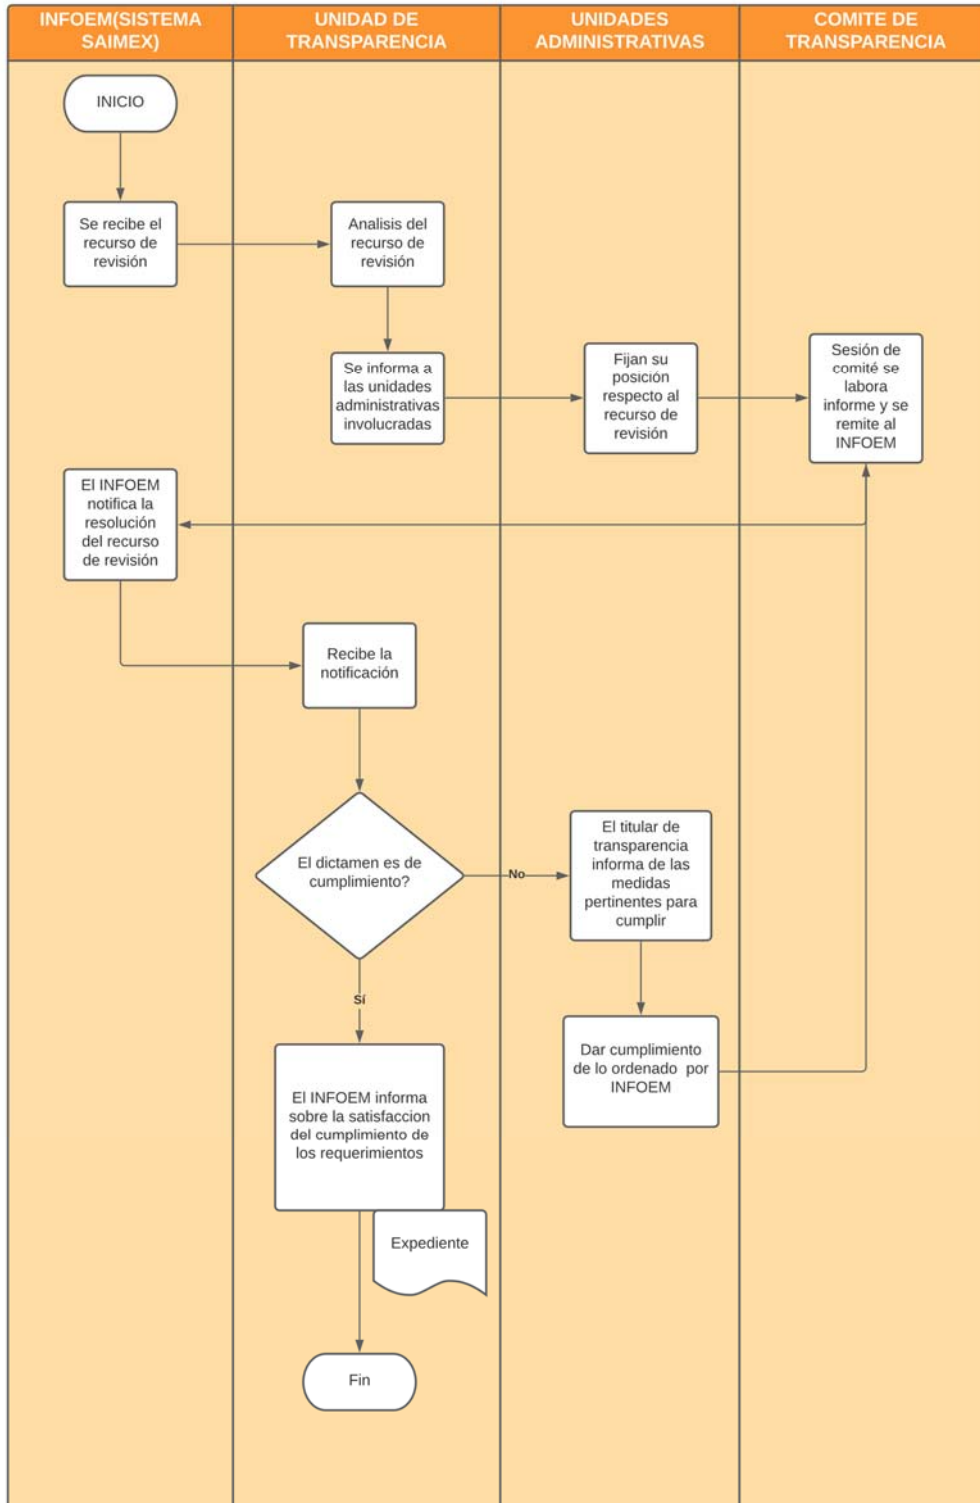 INFOEM(SISTEMA
SAIMEX)
UNIDAD DE
TRANSPARENCIA
UNIDADES
ADMINISTRATIVAS
COMITE DE
TRANSPARENCIA
INICIO
Se recibe el
recurso de
revisión
Analisis del
recurso de
revisión
Se informa a
las unidades
administrativas
involucradas
Fijan su
posición
respecto al
recurso de
revisión
Sesión de
comité se
labora
informe y se
remite al
INFOEM
El INFOEM
notifica la
resolución
del recurso
de revisión
Recibe la
notificación
El dictamen es de
cumplimiento?
No
El titular de
transparencia
informa de las
medidas
pertinentes para
cumplir
Sí
Dar cumplimiento
de lo ordenado por
INFOEM
El INFOEM informa
sobre la satisfaccion
del cumplimiento de
los requerimientos
Expediente
Fin